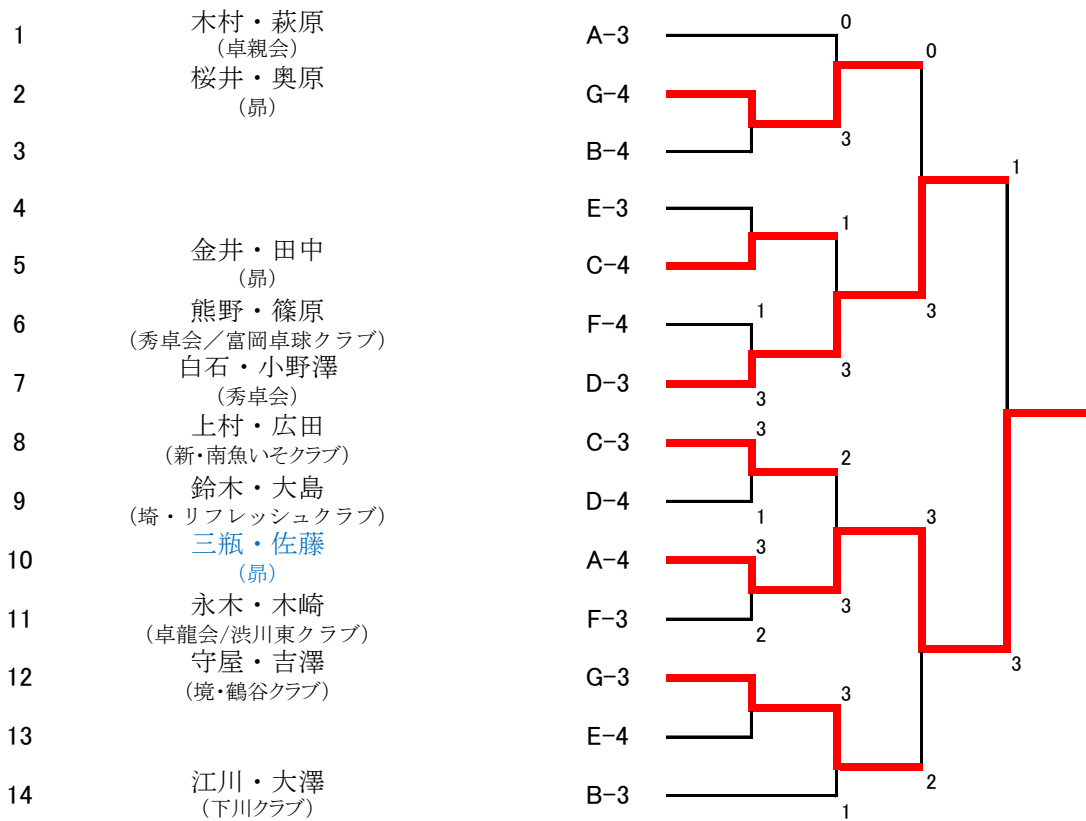 1 木村・萩原 A-3 0
(卓親会)
0
2 桜井・奥原 G-4
(昴)
3
3 B-4
1
4 E-3
1
5 金井・田中 C-4
(昴)
6 熊野・篠原 F-4 1 3
(秀卓会／富岡卓球クラブ)
3
7 白石・小野澤 D-3
(秀卓会) 3
8 上村・広田 C-3 3
(新・南魚いそクラブ) 2
9 鈴木・大島 D-4
(埼・リフレッシュクラブ) 1 3
10 三瓶・佐藤 A-4 3
(昴)
3
11 永木・木崎 F-3
(卓龍会/渋川東クラブ) 2
3
12 守屋・吉澤 G-3
(境・鶴谷クラブ) 3
13 E-4
2
14 江川・大澤 B-3
(下川クラブ) 1